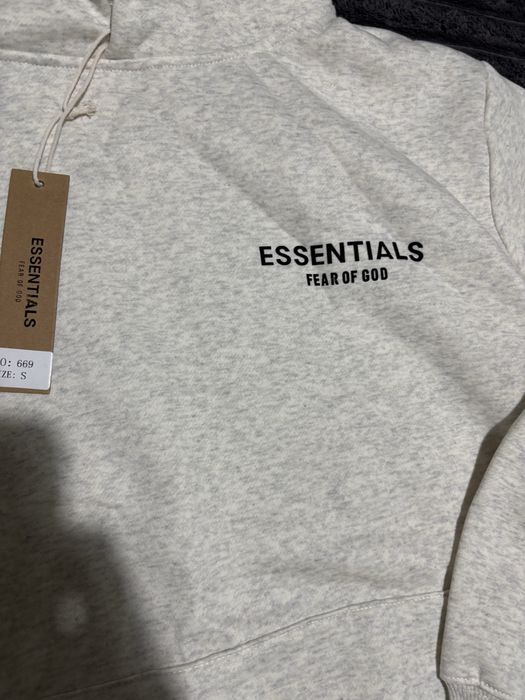 ESSENTIALS
FEAR OF GOD
ESSENTIALS
FEAR OF GOD
O: 669
ZE: S